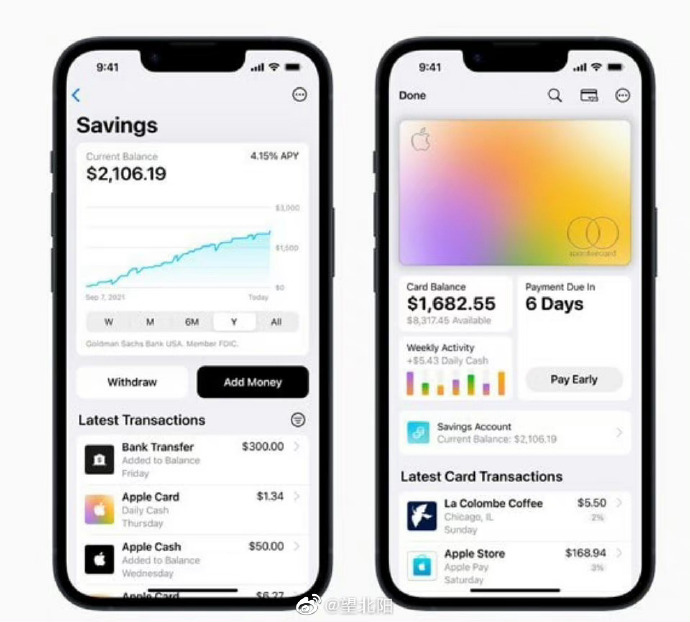 9:41
Savings
Current Balance
4.15% APY
$2,106.19
$3,000
$1,500
$0
Sep 7, 2021
Today
W
M
6M
Y
All
Goldman Sachs Bank USA. Member FDIC.
Withdraw
Add Money
Latest Transactions
Bank Transfer
$300.00
Added to Balance
Friday
Apple Card
$1.34
Daily Cash
Thursday
Apple Cash
$50.00
Added to Balance
Wednesday
Apple Card
$6.27
9:41
Done
mastercard
Card Balance
$1,682.55
$8,317.45 Available
Payment Due In
6 Days
Weekly Activity
+$5.43 Daily Cash
Pay Early
Savings Account
Current Balance: $2,106.19
Latest Card Transactions
La Colombe Coffee
$5.50
Chicago, IL
2%
Sunday
Apple Store
$168.94
Apple Pay
3%
Saturday
@望北阳